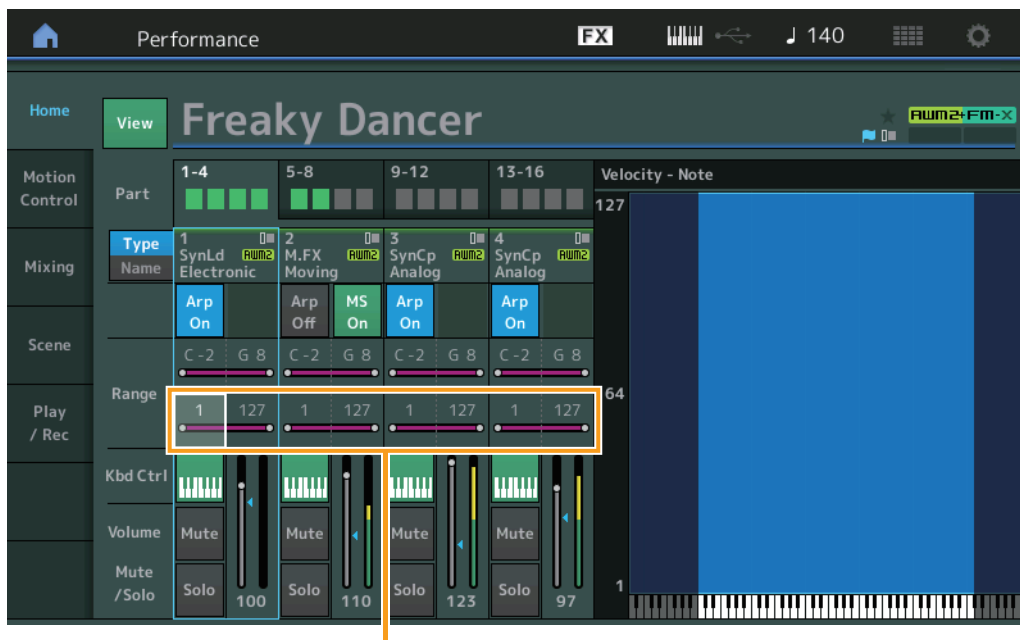 Performance
FX
♩ 140
Home
View
Freaky Dancer
AWM2+FM-X
Motion
Control
Part
1-4
5-8
9-12
13-16
Velocity - Note
127
Type
Name
1
SynLd
AWM2
Electronic
2
M.FX
AWM2
Moving
3
SynCp
AWM2
Analog
4
SynCp
AWM2
Analog
Mixing
Arp
On
Arp
Off
MS
On
Arp
On
Arp
On
Scene
C -2 G 8 C -2 G 8 C -2 G 8 C -2 G 8
Range
64
1 127 1 127 1 127 1 127
Play
/ Rec
Kbd Ctrl
Volume
Mute Mute Mute Mute
Mute
/Solo
Solo 100 Solo 110 Solo 123 Solo 97
1